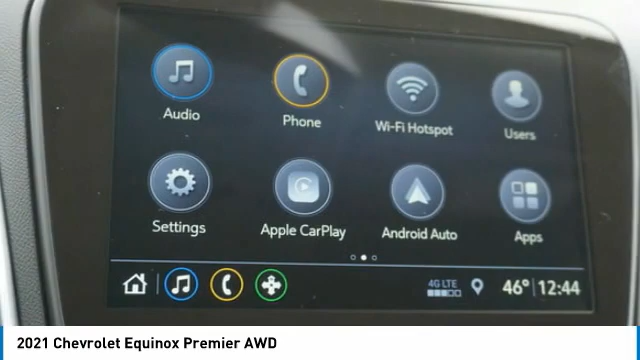 Audio
Phone
Wi-Fi Hotspot
Users
Settings
Apple CarPlay
Android Auto
Apps
4G LTE
46° 12:44
2021 Chevrolet Equinox Premier AWD